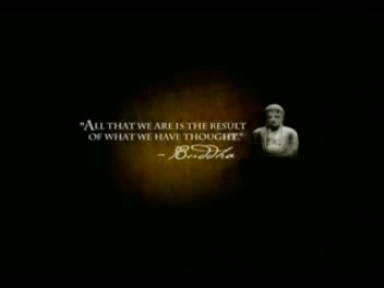 "ALL THAT WE ARE IS THE RESULT
OF WHAT WE HAVE THOUGHT."
– Buddha